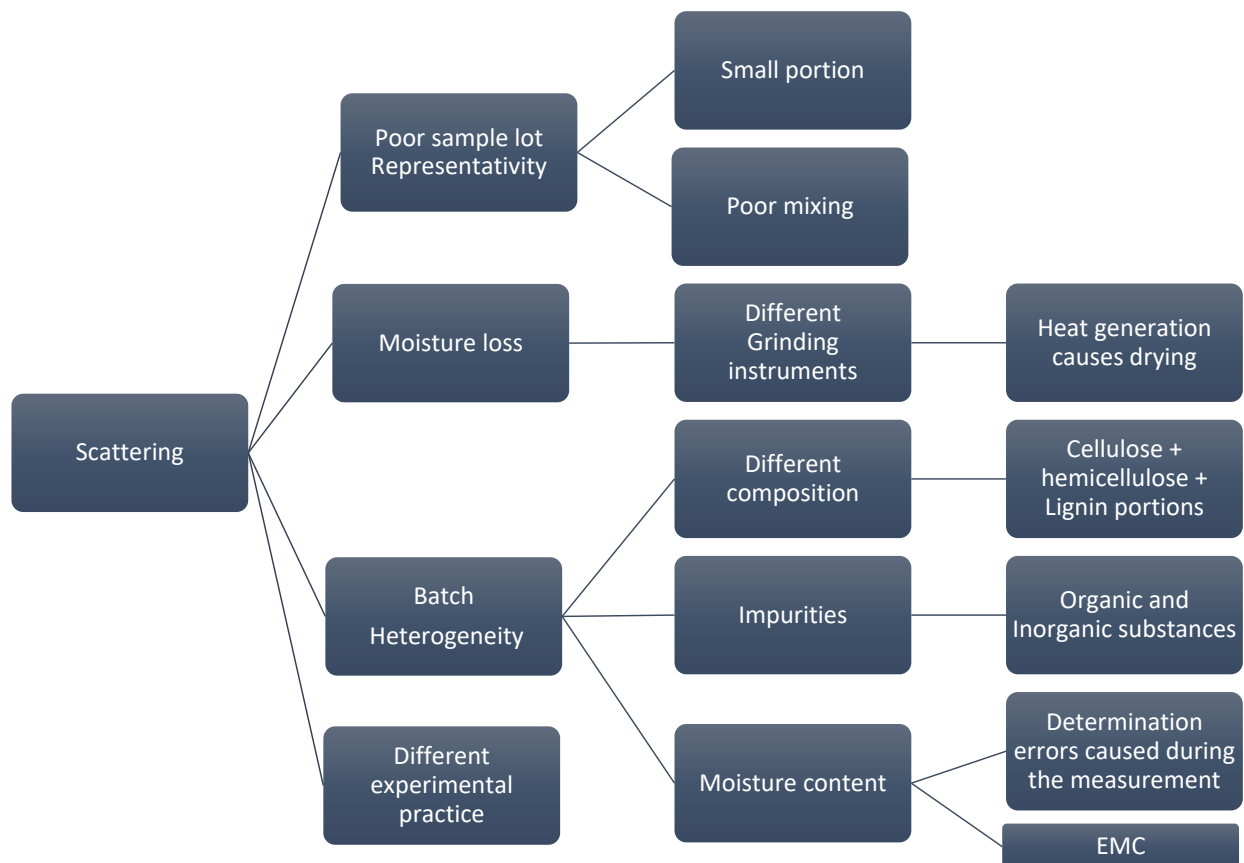 Small portion
Poor sample lot
Representativity
Poor mixing
Different
Grinding
instruments
Heat generation
causes drying
Moisture loss
Scattering
Different
composition
Cellulose +
hemicellulose +
Lignin portions
Batch
Heterogeneity
Impurities
Organic and
Inorganic substances
Different
experimental
practice
Moisture content
Determination
errors caused during
the measurement
EMC